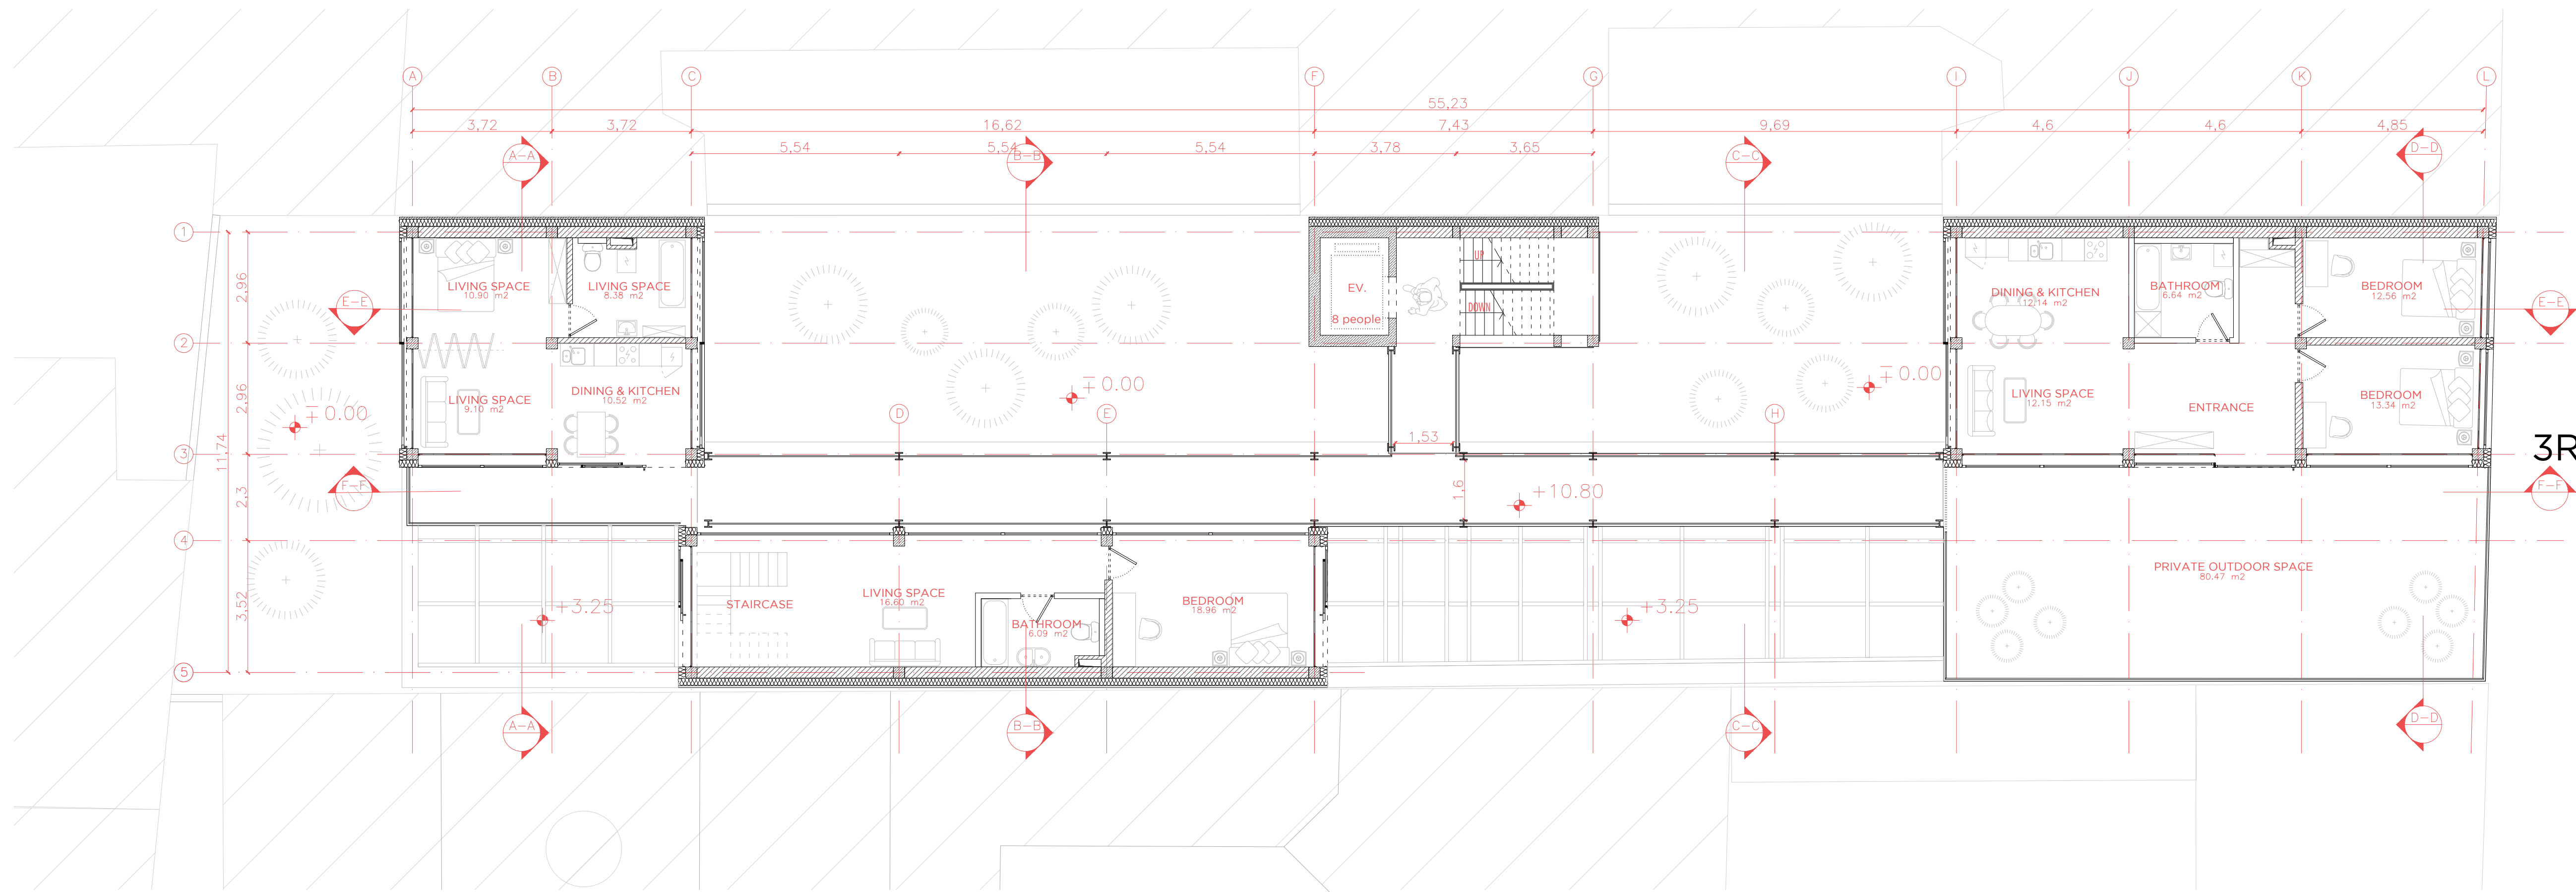 A B C F G I J K L
55,23
3,72 3,72 16,62 7,43 9,69 4,6 4,6 4,85
5,54 5,54 5,54 3,78 3,65
A-A B-B C-C D-D
1
2,96
E-E
LIVING SPACE
10.90 m2
LIVING SPACE
8.38 m2
EV.
8 people
UP
DOWN
DINING & KITCHEN
12.14 m2
BATHROOM
6.64 m2
BEDROOM
12.56 m2
E-E
2
2,96
∓0.00
LIVING SPACE
9.10 m2
DINING & KITCHEN
10.52 m2
∓0.00
D E
H
∓0.00
LIVING SPACE
12.15 m2
ENTRANCE
BEDROOM
13.34 m2
11,74
3
1,53
3R
2,3
F-F
1,6
+10.80
F-F
4
3,52
+3.25
STAIRCASE
LIVING SPACE
16.60 m2
BATHROOM
6.09 m2
BEDROOM
18.96 m2
+3.25
PRIVATE OUTDOOR SPACE
80.47 m2
5
A-A B-B C-C D-D